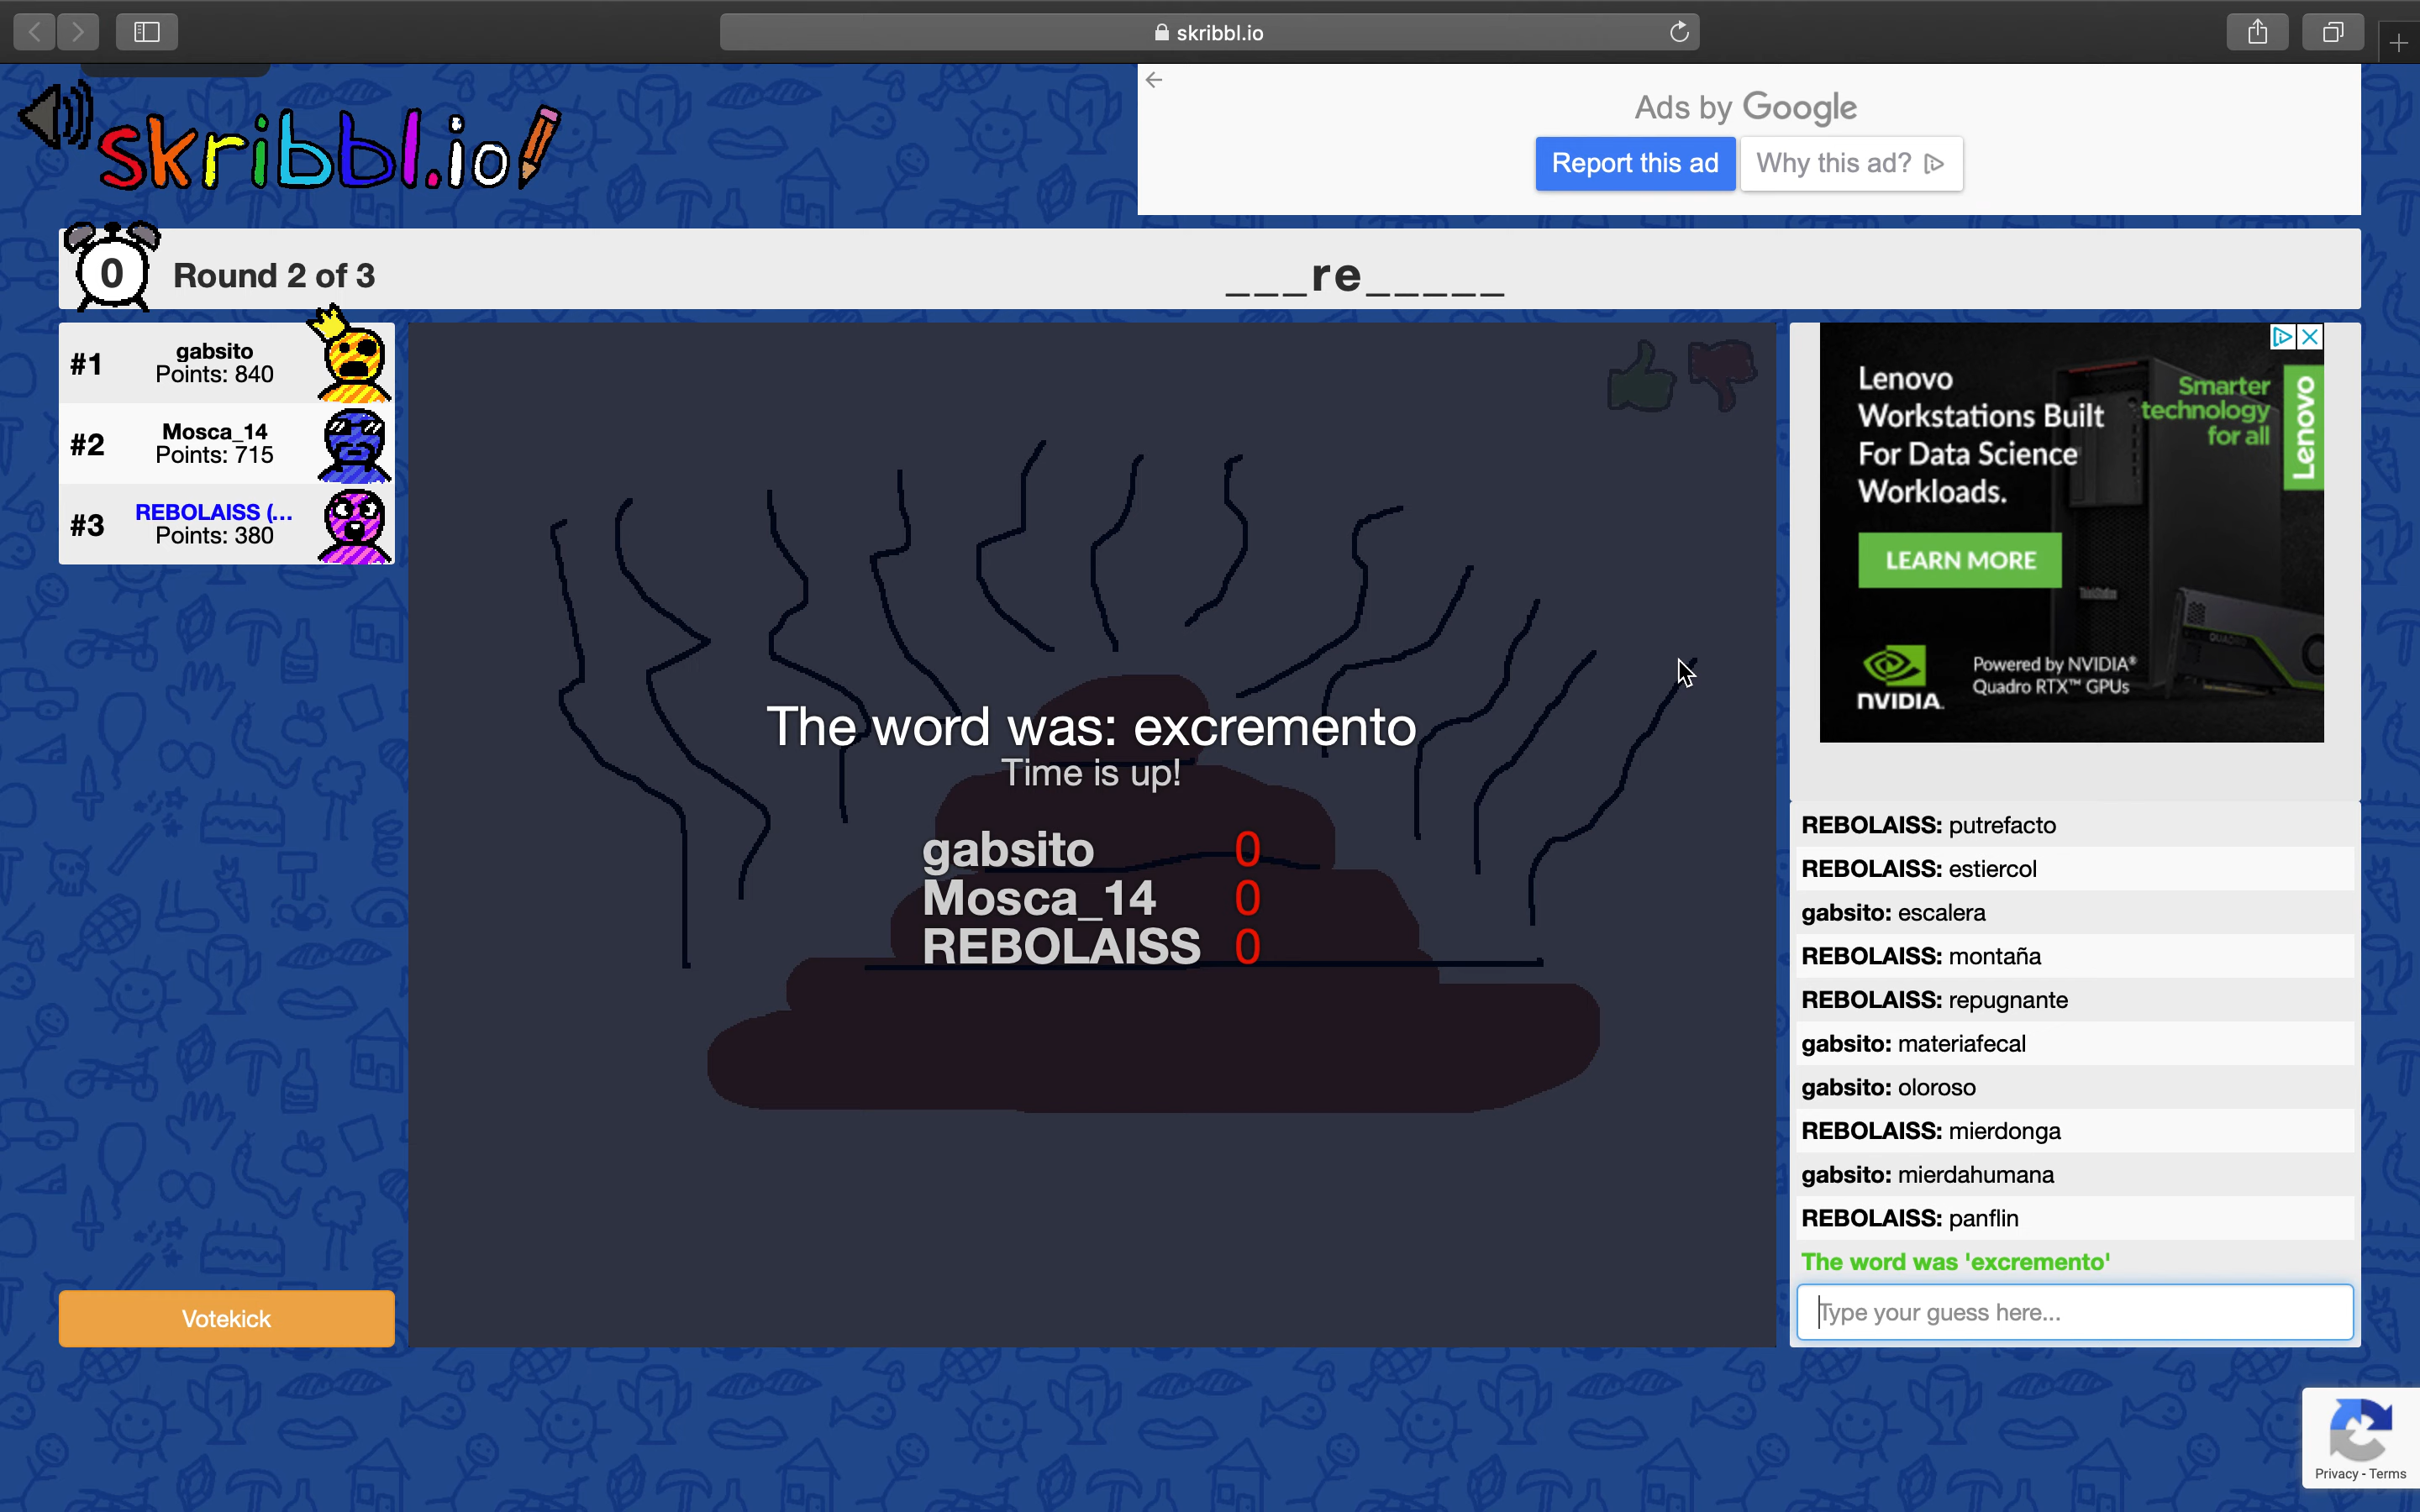 skribbl.io
skribbl.io
Ads by Google
Report this ad
Why this ad?
0
Round 2 of 3
___re_____
#1
gabsito
Points: 840
#2
Mosca_14
Points: 715
#3
REBOLAISS (...
Points: 380
The word was: excremento
Time is up!
gabsito 0
Mosca_14 0
REBOLAISS 0
Votekick
Lenovo
Workstations Built
For Data Science
Workloads.
Smarter
technology
for all
Lenovo
LEARN MORE
NVIDIA.
Powered by NVIDIA®
Quadro RTX™ GPUs
REBOLAISS: putrefacto
REBOLAISS: estiercol
gabsito: escalera
REBOLAISS: montaña
REBOLAISS: repugnante
gabsito: materiafecal
gabsito: oloroso
REBOLAISS: mierdonga
gabsito: mierdahumana
REBOLAISS: panflin
The word was 'excremento'
Type your guess here...
Privacy - Terms